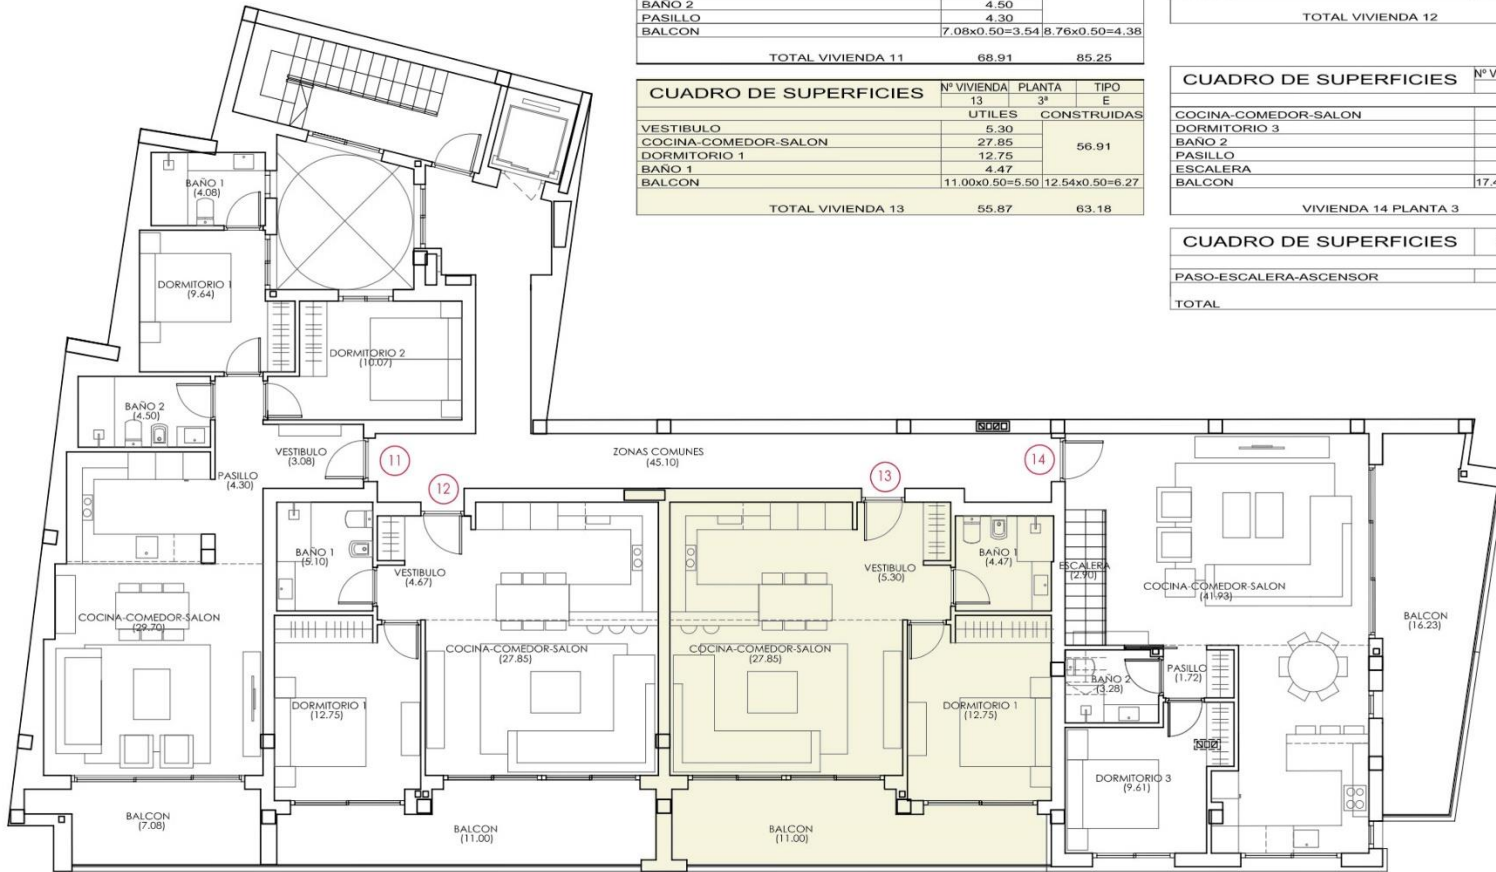 BAÑO 2 4.50
PASILLO 4.30
BALCON 7.08x0.50=3.54 8.76x0.50=4.38
TOTAL VIVIENDA 11 68.91 85.25
TOTAL VIVIENDA 12
CUADRO DE SUPERFICIES Nº VIVIENDA PLANTA TIPO
13 3ª E
UTILES CONSTRUIDAS
VESTIBULO 5.30
COCINA-COMEDOR-SALON 27.85
56.91
DORMITORIO 1 12.75
BAÑO 1 4.47
BALCON 11.00x0.50=5.50 12.54x0.50=6.27
TOTAL VIVIENDA 13 55.87 63.18
CUADRO DE SUPERFICIES Nº V
COCINA-COMEDOR-SALON
DORMITORIO 3
BAÑO 2
PASILLO
ESCALERA
BALCON 17.4
VIVIENDA 14 PLANTA 3
CUADRO DE SUPERFICIES
PASO-ESCALERA-ASCENSOR
TOTAL
BAÑO 1
(4.08)
DORMITORIO 1
(9.64)
DORMITORIO 2
(10.07)
BAÑO 2
(4.50)
VESTIBULO
(3.08)
PASILLO
(4.30)
11
12
ZONAS COMUNES
(45.10)
13
14
BAÑO 1
(5.10)
VESTIBULO
(4.67)
VESTIBULO
(5.30)
BAÑO 1
(4.47)
ESCALERA
(2.90)
COCINA-COMEDOR-SALON
(41.93)
BALCON
(16.23)
COCINA-COMEDOR-SALON
(29.70)
COCINA-COMEDOR-SALON
(27.85)
COCINA-COMEDOR-SALON
(27.85)
BAÑO 2
(3.28)
PASILLO
(1.72)
DORMITORIO 1
(12.75)
DORMITORIO 1
(12.75)
DORMITORIO 3
(9.61)
BALCON
(7.08)
BALCON
(11.00)
BALCON
(11.00)